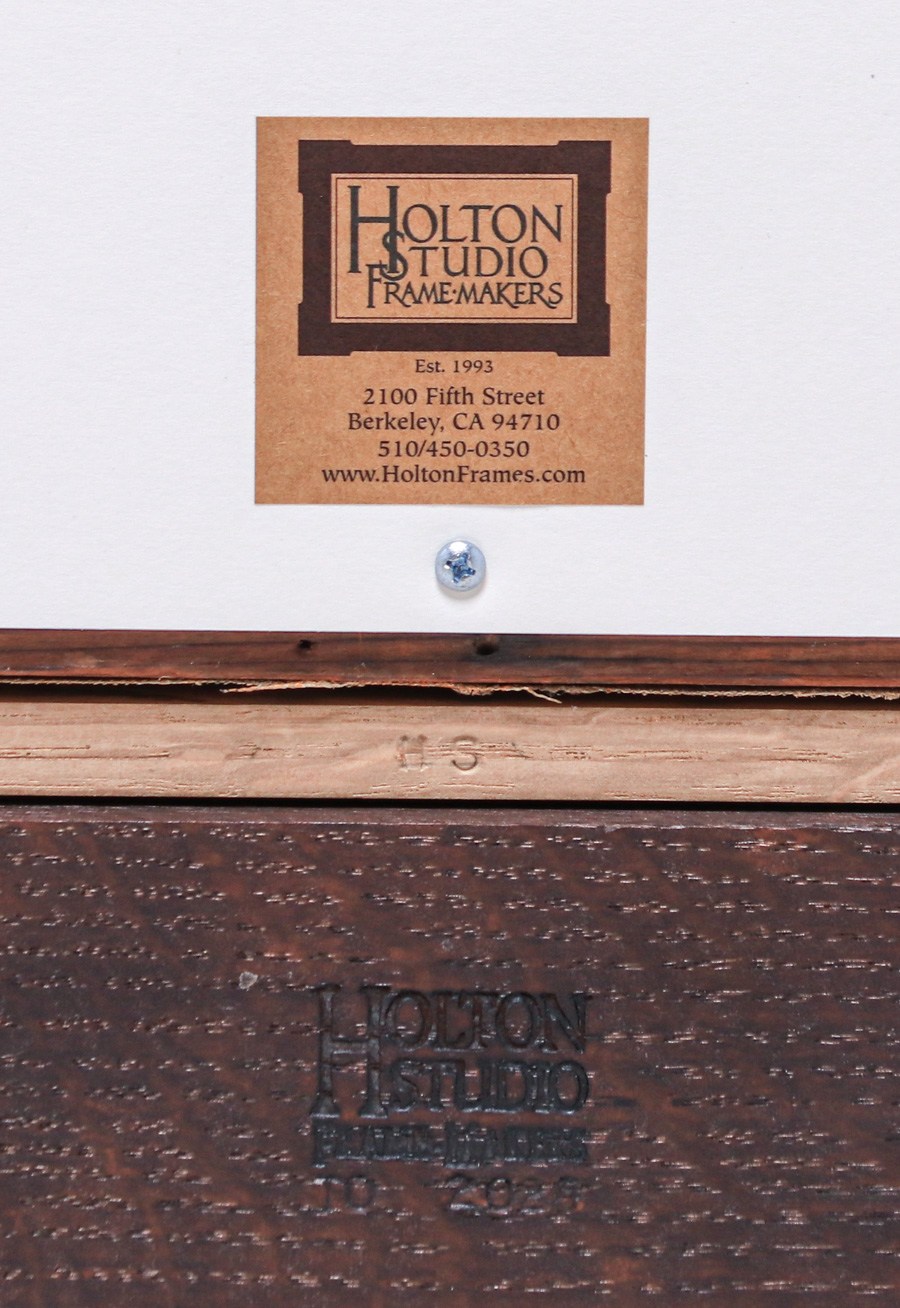 HOLTON
STUDIO
FRAME·MAKERS
Est. 1993
2100 Fifth Street
Berkeley, CA 94710
510/450-0350
www.HoltonFrames.com
HS
HOLTON
STUDIO
TO